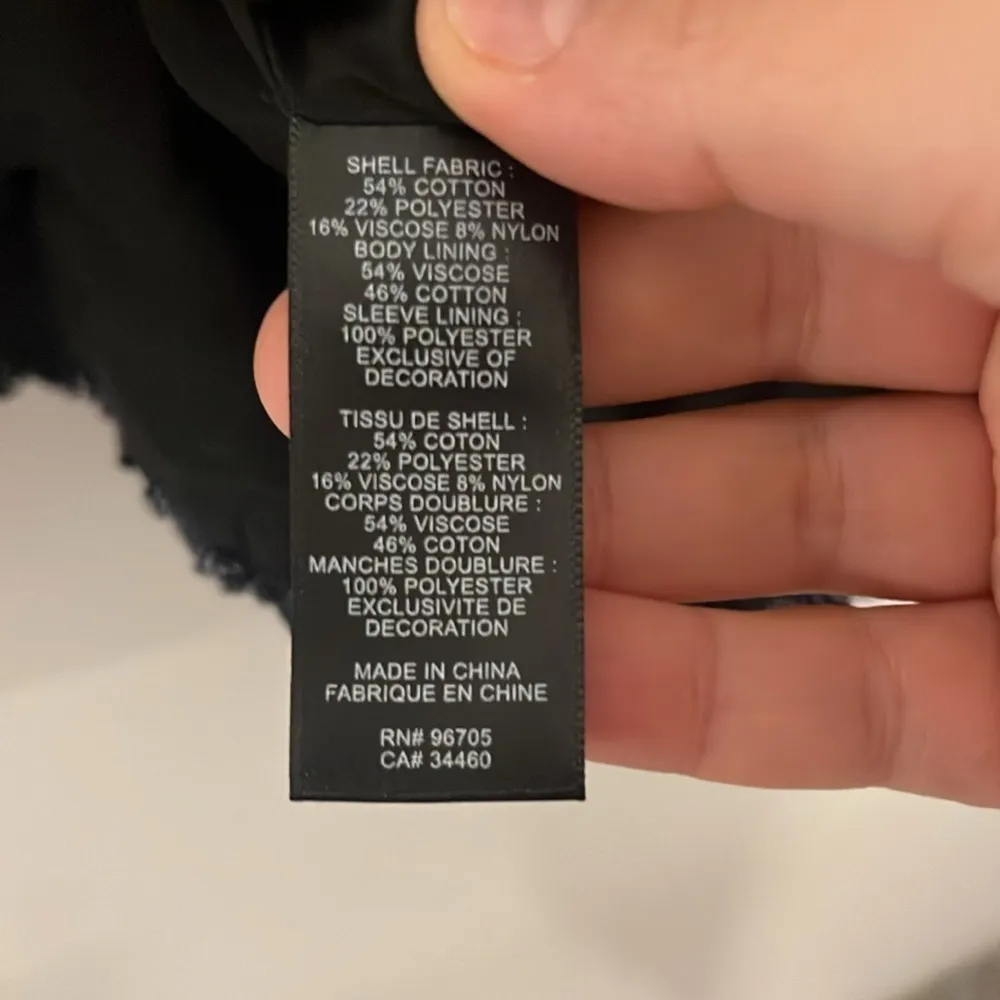 SHELL FABRIC :
54% COTTON
22% POLYESTER
16% VISCOSE 8% NYLON
BODY LINING :
54% VISCOSE
46% COTTON
SLEEVE LINING :
100% POLYESTER
EXCLUSIVE OF
DECORATION
TISSU DE SHELL :
54% COTON
22% POLYESTER
16% VISCOSE 8% NYLON
CORPS DOUBLURE :
54% VISCOSE
46% COTON
MANCHES DOUBLURE :
100% POLYESTER
EXCLUSIVITE DE
DECORATION
MADE IN CHINA
FABRIQUE EN CHINE
RN# 96705
CA# 34460